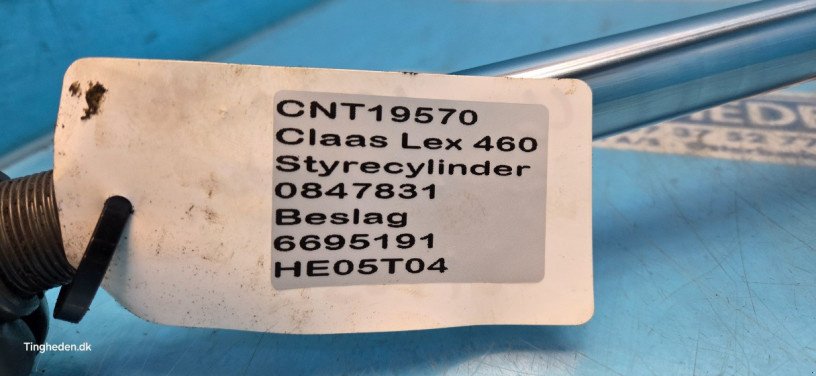 CNT19570
Claas Lex 460
Styrecylinder
0847831
Beslag
6695191
HE05T04
Tingheden.dk